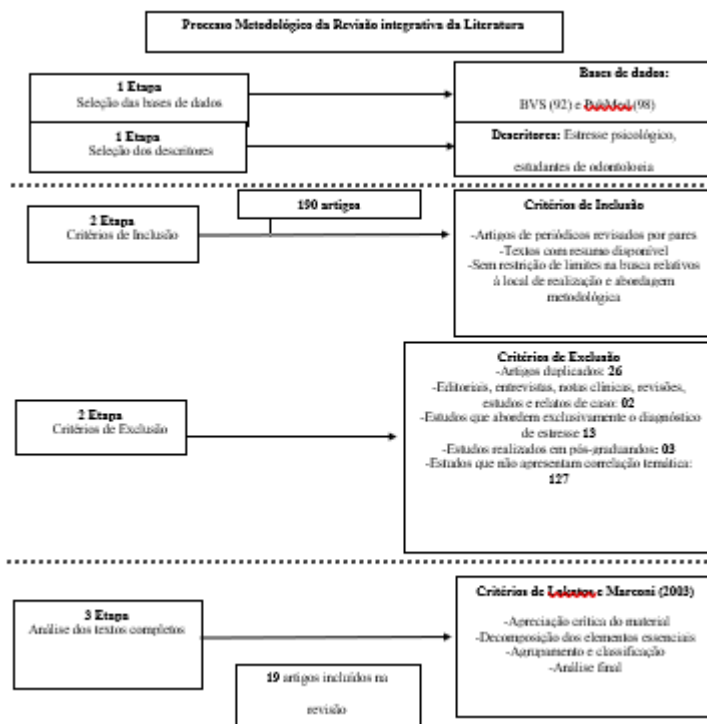 Processo Metodológico da Revisão integrativa da Literatura
1 Etapa
Seleção das bases de dados
Bases de dados:
BVS (92) e PubMed (98)
1 Etapa
Seleção dos descritores
Descritores: Estresse psicológico,
estudantes de odontologia
190 artigos
2 Etapa
Critérios de Inclusão
Critérios de Inclusão
-Artigos de periódicos revisados por pares
-Textos com resumo disponível
-Sem restrição de limites na busca relativos
à local de realização e abordagem
metodológica
2 Etapa
Critérios de Exclusão
Critérios de Exclusão
-Artigos duplicados: 26
-Editoriais, entrevistas, notas clínicas, revisões,
estudos e relatos de caso: 02
-Estudos que abordem exclusivamente o diagnóstico
de estresse 13
-Estudos realizados em pós-graduandos: 03
-Estudos que não apresentam correlação temática:
127
3 Etapa
Análise dos textos completos
Critérios de Lakatos e Marconi (2003)
-Apreciação crítica do material
-Decomposição dos elementos essenciais
-Agrupamento e classificação
-Análise final
19 artigos incluídos na
revisão